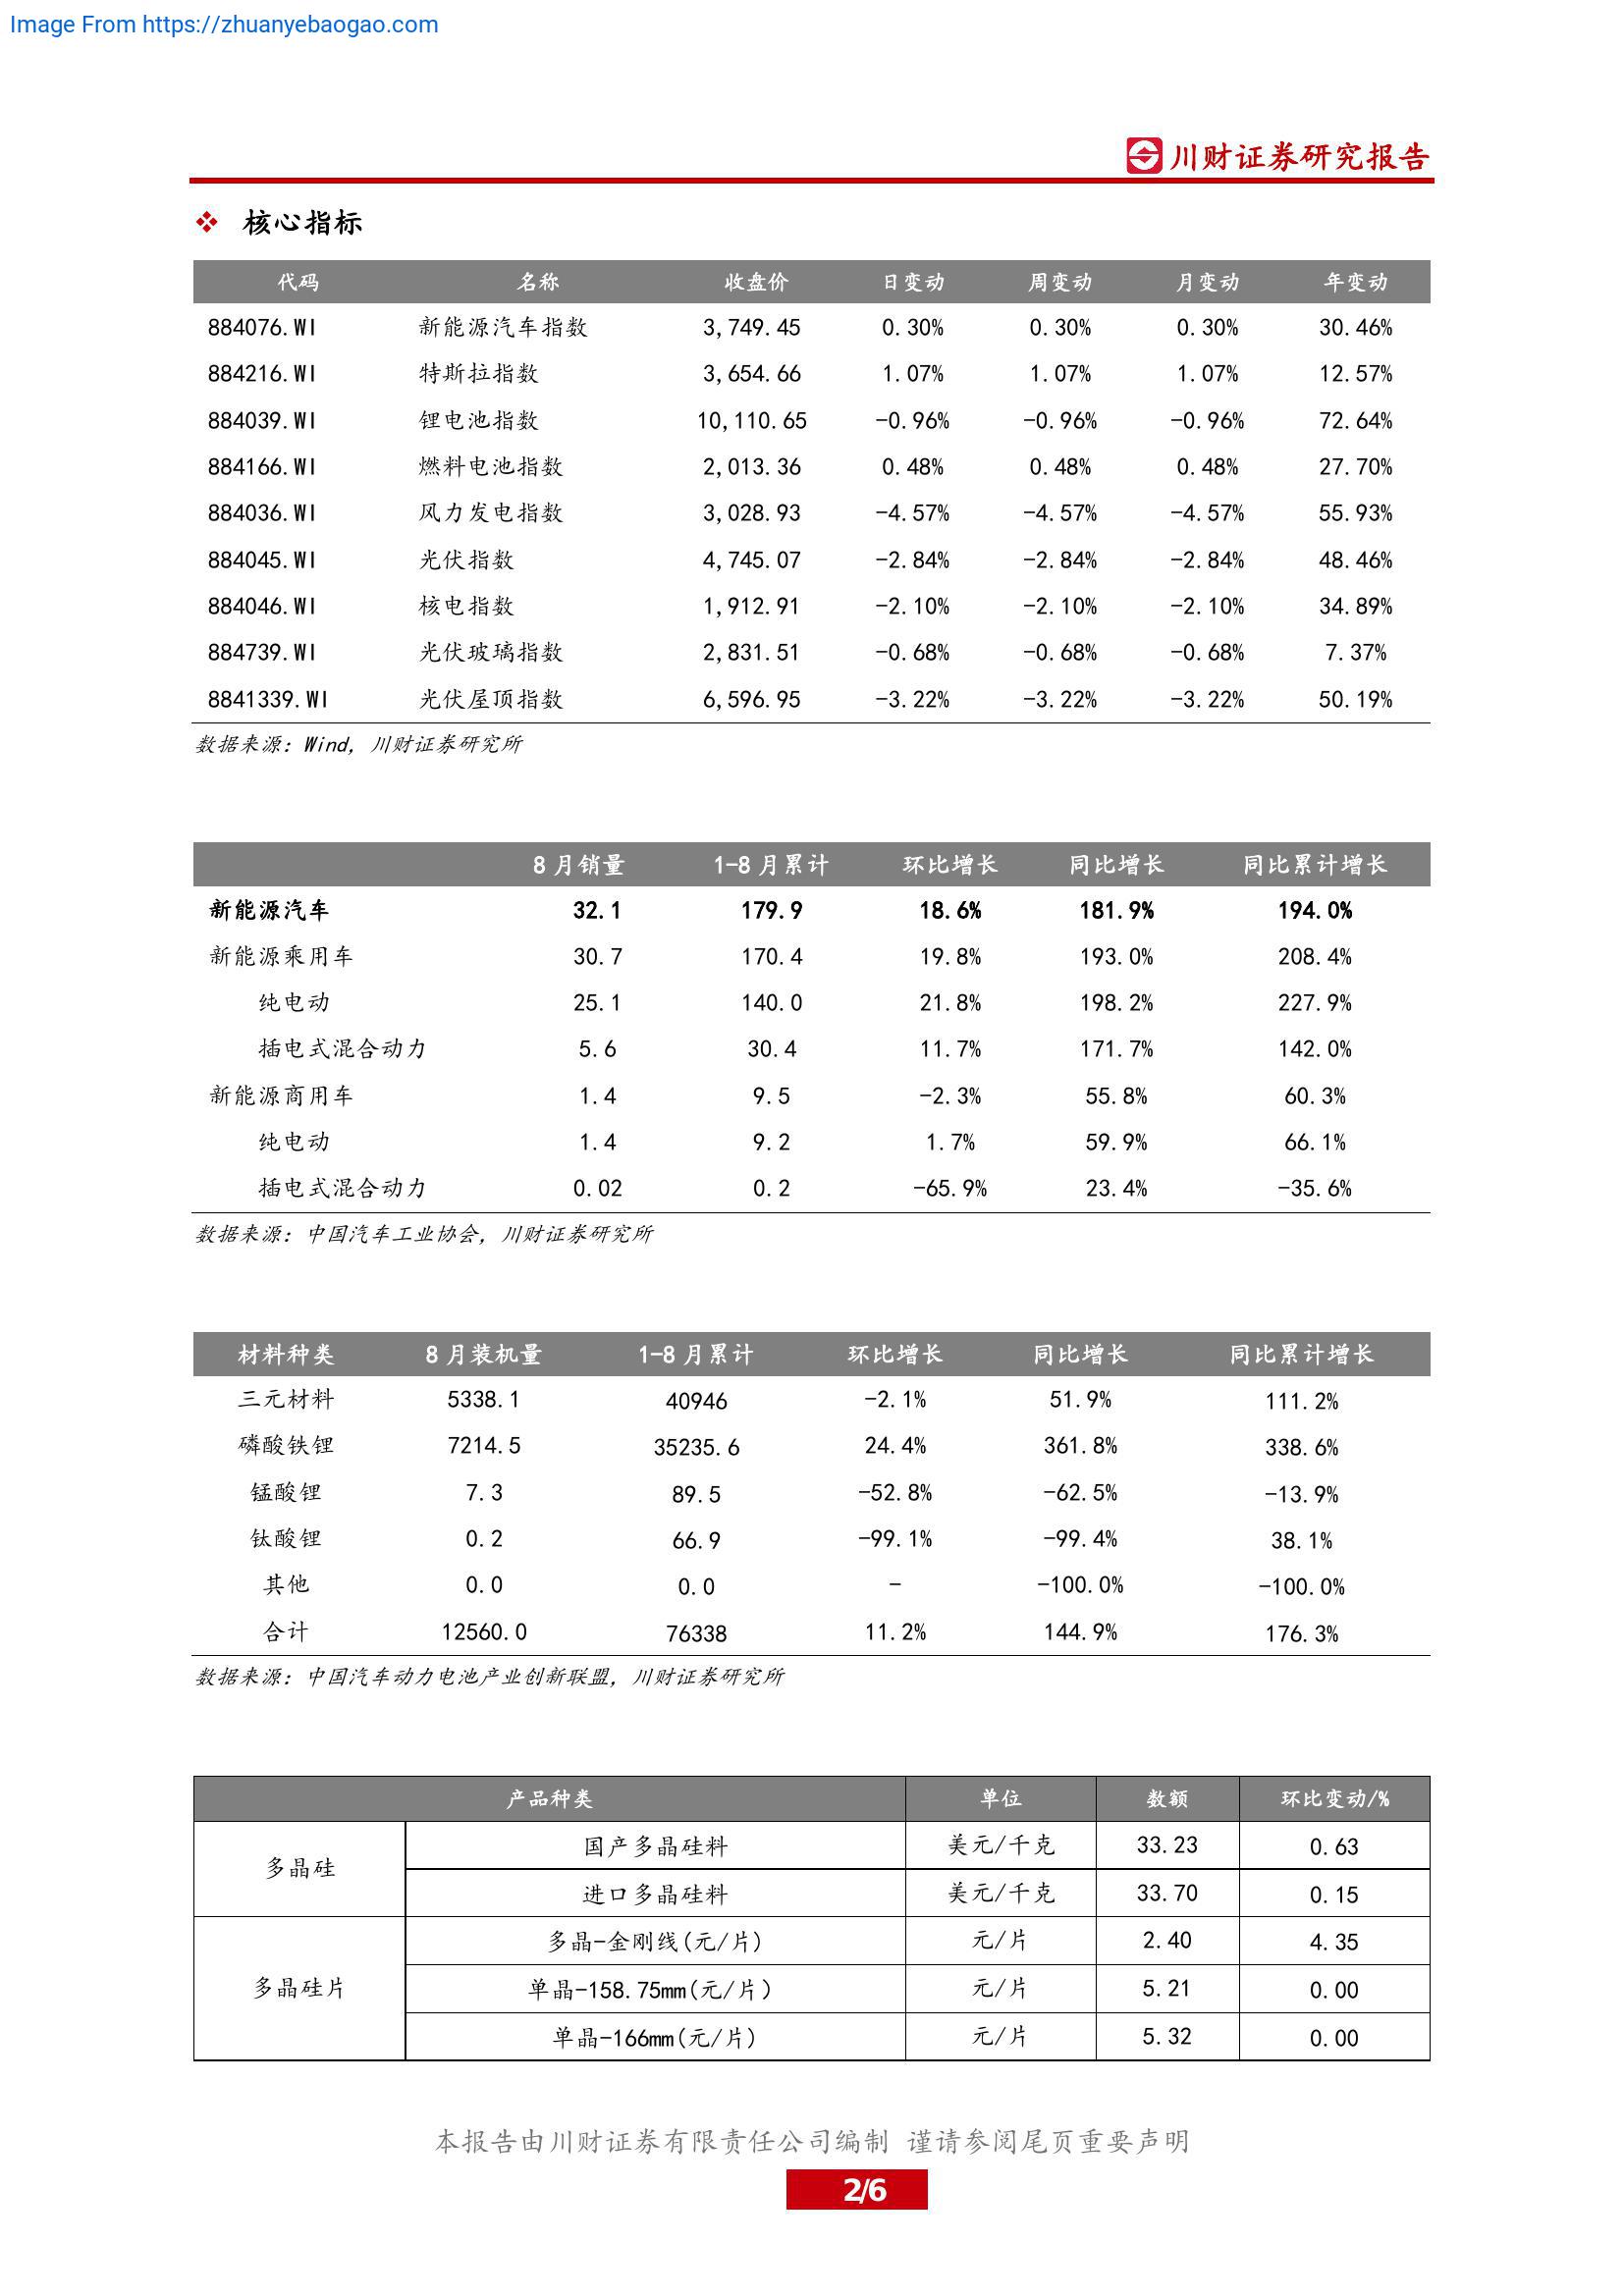 Image From https://zhuanyebaogao.com
川财证券研究报告
核心指标
代码 名称 收盘价 日变动 周变动 月变动 年变动
884076.WI 新能源汽车指数 3,749.45 0.30% 0.30% 0.30% 30.46%
884216.WI 特斯拉指数 3,654.66 1.07% 1.07% 1.07% 12.57%
884039.WI 锂电池指数 10,110.65 -0.96% -0.96% -0.96% 72.64%
884166.WI 燃料电池指数 2,013.36 0.48% 0.48% 0.48% 27.70%
884036.WI 风力发电指数 3,028.93 -4.57% -4.57% -4.57% 55.93%
884045.WI 光伏指数 4,745.07 -2.84% -2.84% -2.84% 48.46%
884046.WI 核电指数 1,912.91 -2.10% -2.10% -2.10% 34.89%
884739.WI 光伏玻璃指数 2,831.51 -0.68% -0.68% -0.68% 7.37%
8841339.WI 光伏屋顶指数 6,596.95 -3.22% -3.22% -3.22% 50.19%
数据来源：Wind，川财证券研究所
8 月销量 1-8 月累计 环比增长 同比增长 同比累计增长
新能源汽车 32.1 179.9 18.6% 181.9% 194.0%
新能源乘用车 30.7 170.4 19.8% 193.0% 208.4%
纯电动 25.1 140.0 21.8% 198.2% 227.9%
插电式混合动力 5.6 30.4 11.7% 171.7% 142.0%
新能源商用车 1.4 9.5 -2.3% 55.8% 60.3%
纯电动 1.4 9.2 1.7% 59.9% 66.1%
插电式混合动力 0.02 0.2 -65.9% 23.4% -35.6%
数据来源：中国汽车工业协会，川财证券研究所
材料种类 8 月装机量 1-8 月累计 环比增长 同比增长 同比累计增长
三元材料 5338.1 40946 -2.1% 51.9% 111.2%
磷酸铁锂 7214.5 35235.6 24.4% 361.8% 338.6%
锰酸锂 7.3 89.5 -52.8% -62.5% -13.9%
钛酸锂 0.2 66.9 -99.1% -99.4% 38.1%
其他 0.0 0.0 - -100.0% -100.0%
合计 12560.0 76338 11.2% 144.9% 176.3%
数据来源：中国汽车动力电池产业创新联盟，川财证券研究所
产品种类 单位 数额 环比变动/%
多晶硅 国产多晶硅料 美元/千克 33.23 0.63
进口多晶硅料 美元/千克 33.70 0.15
多晶硅片 多晶-金刚线(元/片) 元/片 2.40 4.35
单晶-158.75mm(元/片) 元/片 5.21 0.00
单晶-166mm(元/片) 元/片 5.32 0.00
本报告由川财证券有限责任公司编制 谨请参阅尾页重要声明
2/6